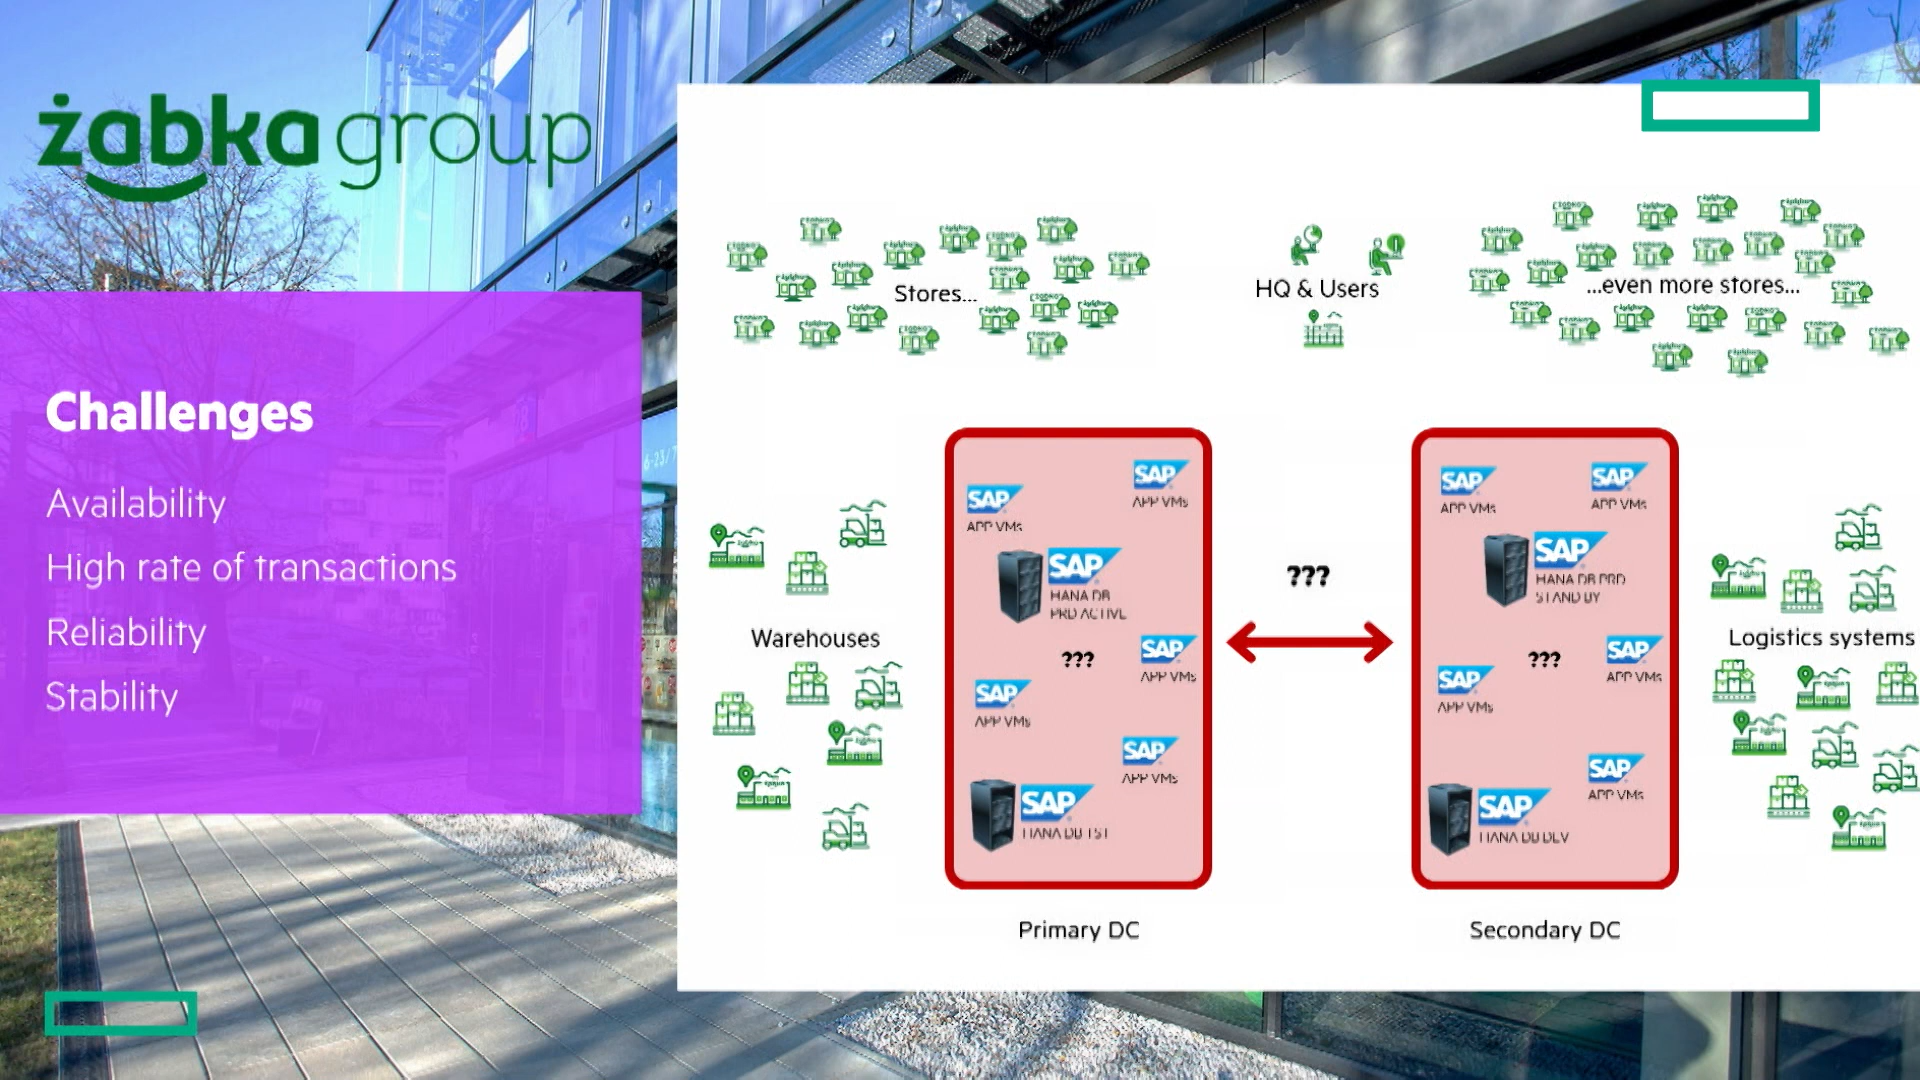 żabka group
Challenges
Availability
High rate of transactions
Reliability
Stability
Stores...
HQ & Users
...even more stores...
Warehouses
Logistics systems
SAP
APP VMs
SAP
APP VMs
SAP
HANA DB
PRD ACTIVE
???
SAP
APP VMs
SAP
APP VMs
SAP
APP VMs
SAP
HANA DB TST
Primary DC
???
SAP
APP VMs
SAP
APP VMs
SAP
HANA DB PRD
STAND BY
???
SAP
APP VMs
SAP
APP VMs
SAP
APP VMs
SAP
HANA DB DEV
Secondary DC